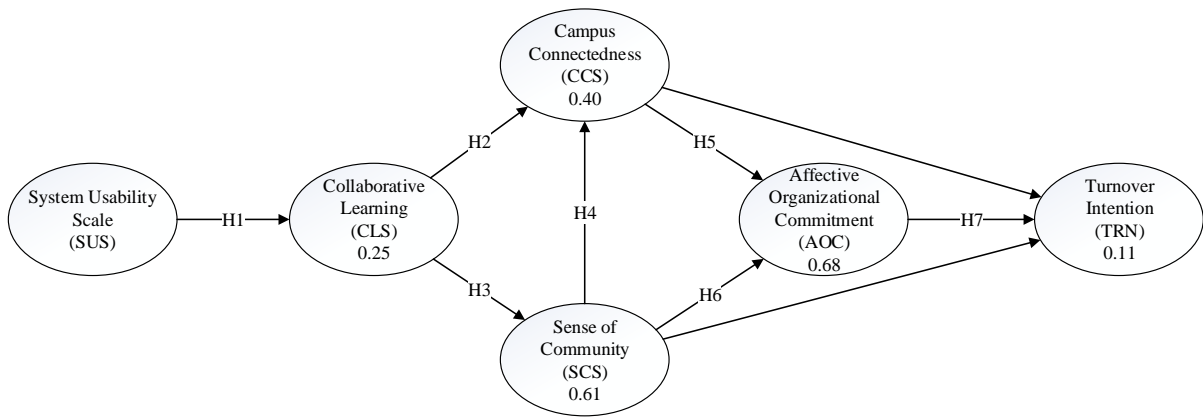 System Usability
Scale
(SUS)
H1
Collaborative
Learning
(CLS)
0.25
H2
H3
Campus
Connectedness
(CCS)
0.40
H4
Sense of
Community
(SCS)
0.61
H5
H6
Affective
Organizational
Commitment
(AOC)
0.68
H7
Turnover
Intention
(TRN)
0.11